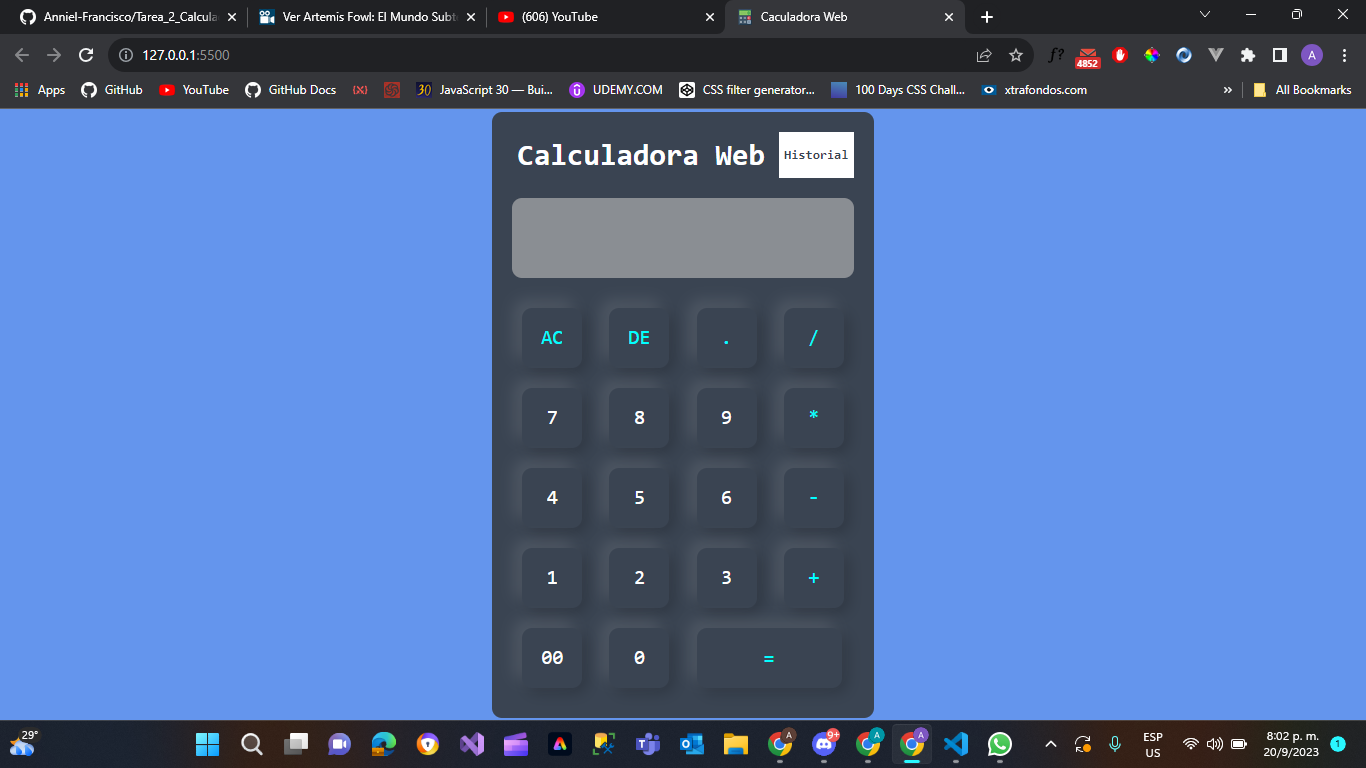 Anniel-Francisco/Tarea_2_Calcula
Ver Artemis Fowl: El Mundo Subt
(606) YouTube
Caculadora Web
127.0.0.1:5500
f?
4852
A
Apps
GitHub
YouTube
GitHub Docs
30
JavaScript 30 — Bui...
UDEMY.COM
CSS filter generator...
100 Days CSS Chall...
xtrafondos.com
»
All Bookmarks
Calculadora Web
Historial
AC DE . /
7 8 9 *
4 5 6 -
1 2 3 +
00 0 =
29°
A
9+
A
A
ESP
US
8:02 p. m.
20/9/2023
1